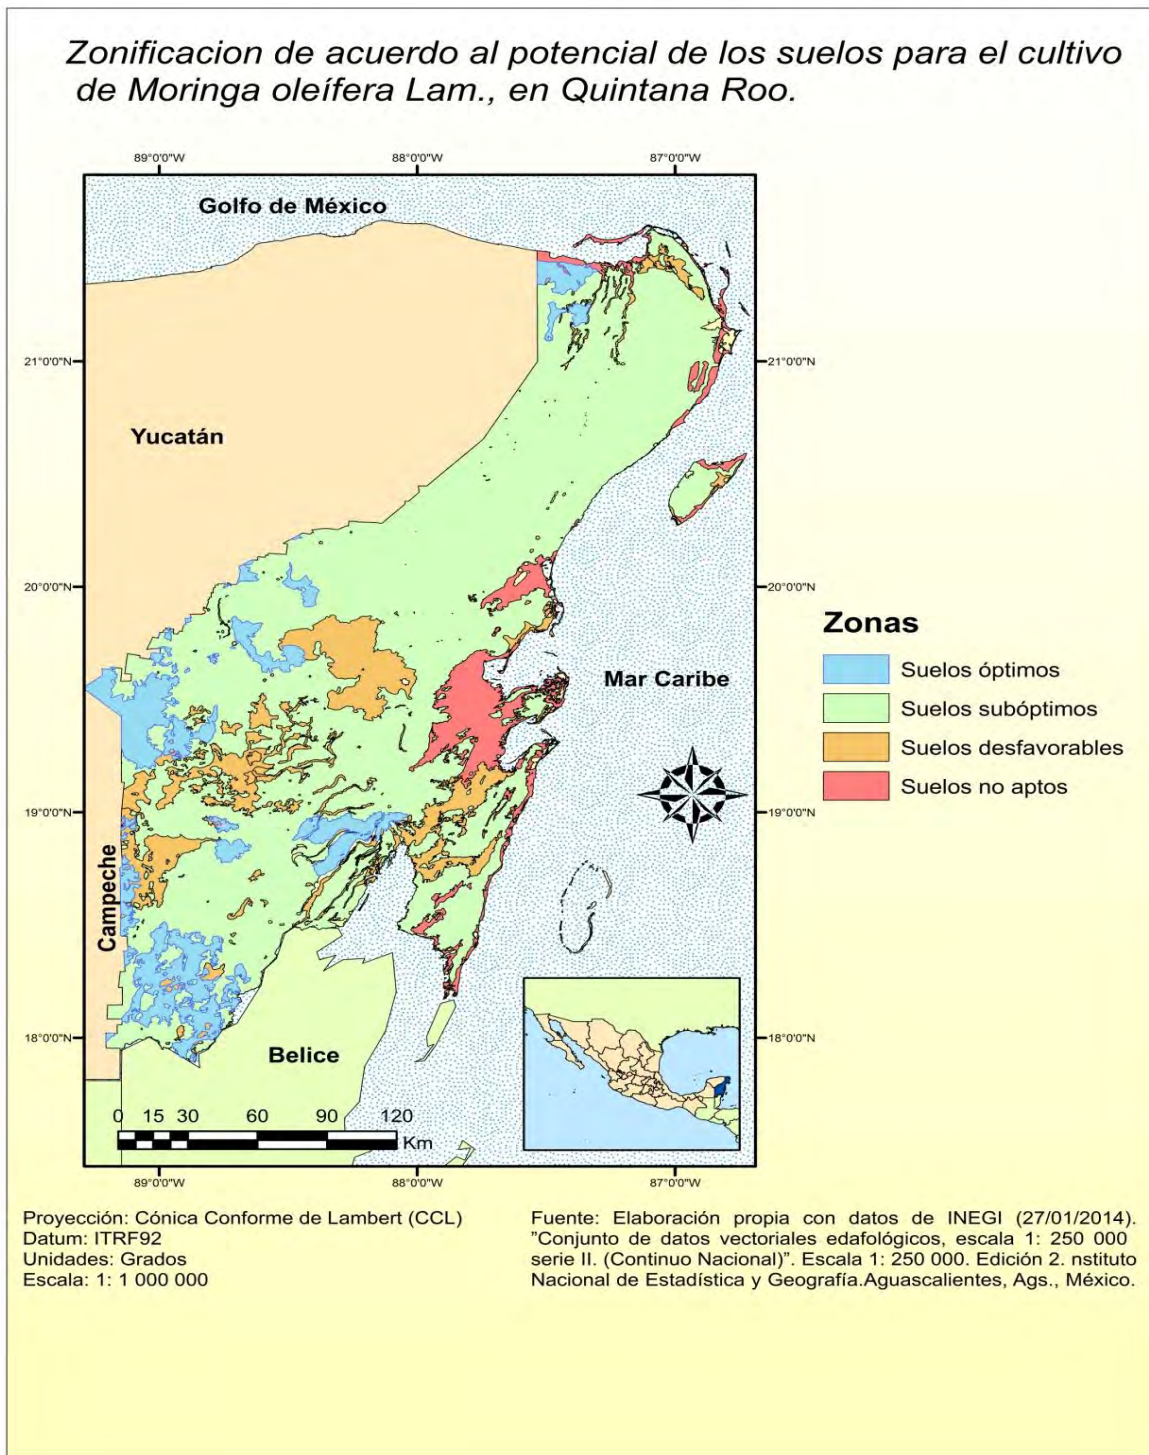 Zonificacion de acuerdo al potencial de los suelos para el cultivo
de Moringa oleífera Lam., en Quintana Roo.
89°0'0"W
88°0'0"W
87°0'0"W
Golfo de México
21°0'0"N
21°0'0"N
Yucatán
20°0'0"N
20°0'0"N
Zonas
Suelos óptimos
Mar Caribe
Suelos subóptimos
Suelos desfavorables
Suelos no aptos
19°0'0"N
19°0'0"N
Campeche
18°0'0"N
18°0'0"N
Belice
0 15 30 60 90 120
Km
89°0'0"W
88°0'0"W
87°0'0"W
Proyección: Cónica Conforme de Lambert (CCL)
Datum: ITRF92
Unidades: Grados
Escala: 1: 1 000 000
Fuente: Elaboración propia con datos de INEGI (27/01/2014).
"Conjunto de datos vectoriales edafológicos, escala 1: 250 000
serie II. (Continuo Nacional)". Escala 1: 250 000. Edición 2. nstituto
Nacional de Estadística y Geografía.Aguascalientes, Ags., México.